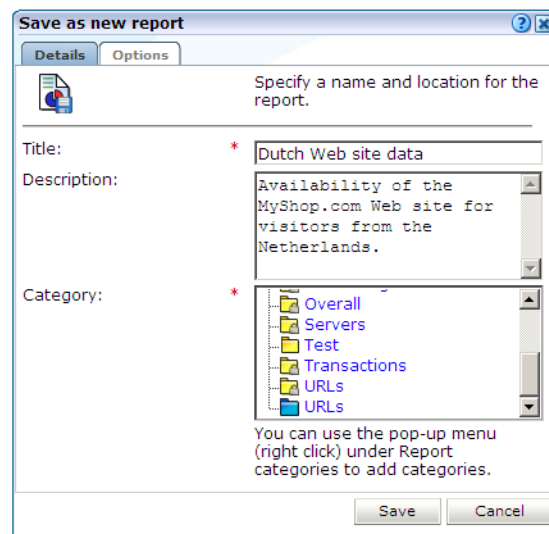 Save as new report
Details Options
Specify a name and location for the
report.
Title: * Dutch Web site data
Description:
Availability of the
MyShop.com Web site for
visitors from the
Netherlands.
Category: *
Overall
Servers
Test
Transactions
URLs
URLs
You can use the pop-up menu
(right click) under Report
categories to add categories.
Save Cancel